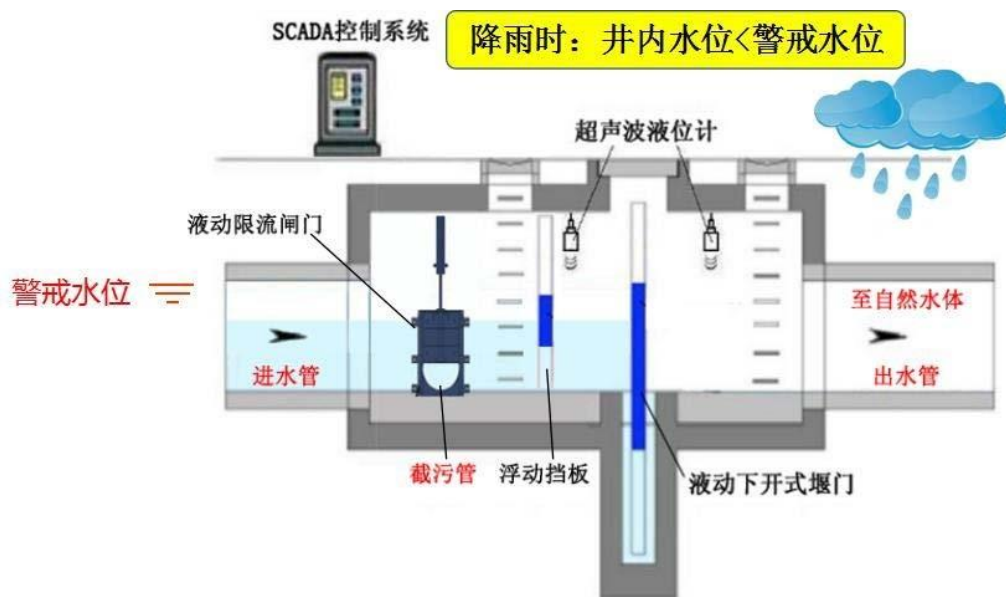 SCADA控制系统
降雨时：井内水位<警戒水位
超声波液位计
液动限流闸门
警戒水位
至自然水体
进水管
出水管
截污管
浮动挡板
液动下开式堰门